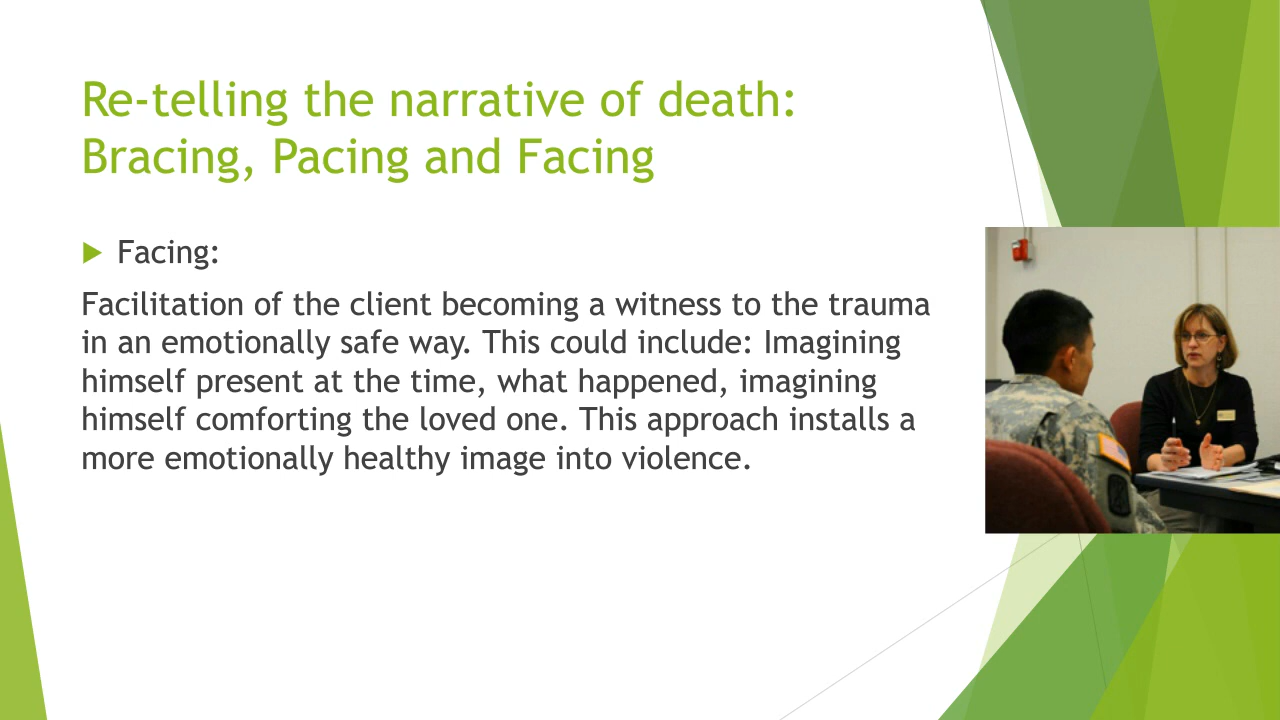 Re-telling the narrative of death:
Bracing, Pacing and Facing
Facing:
Facilitation of the client becoming a witness to the trauma
in an emotionally safe way. This could include: Imagining
himself present at the time, what happened, imagining
himself comforting the loved one. This approach installs a
more emotionally healthy image into violence.